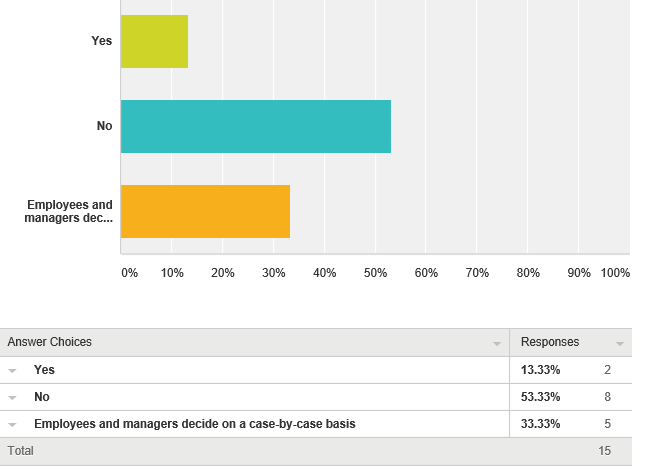 Yes
No
Employees and
managers dec...
0% 10% 20% 30% 40% 50% 60% 70% 80% 90% 100%
Answer Choices Responses
Yes 13.33% 2
No 53.33% 8
Employees and managers decide on a case-by-case basis 33.33% 5
Total 15